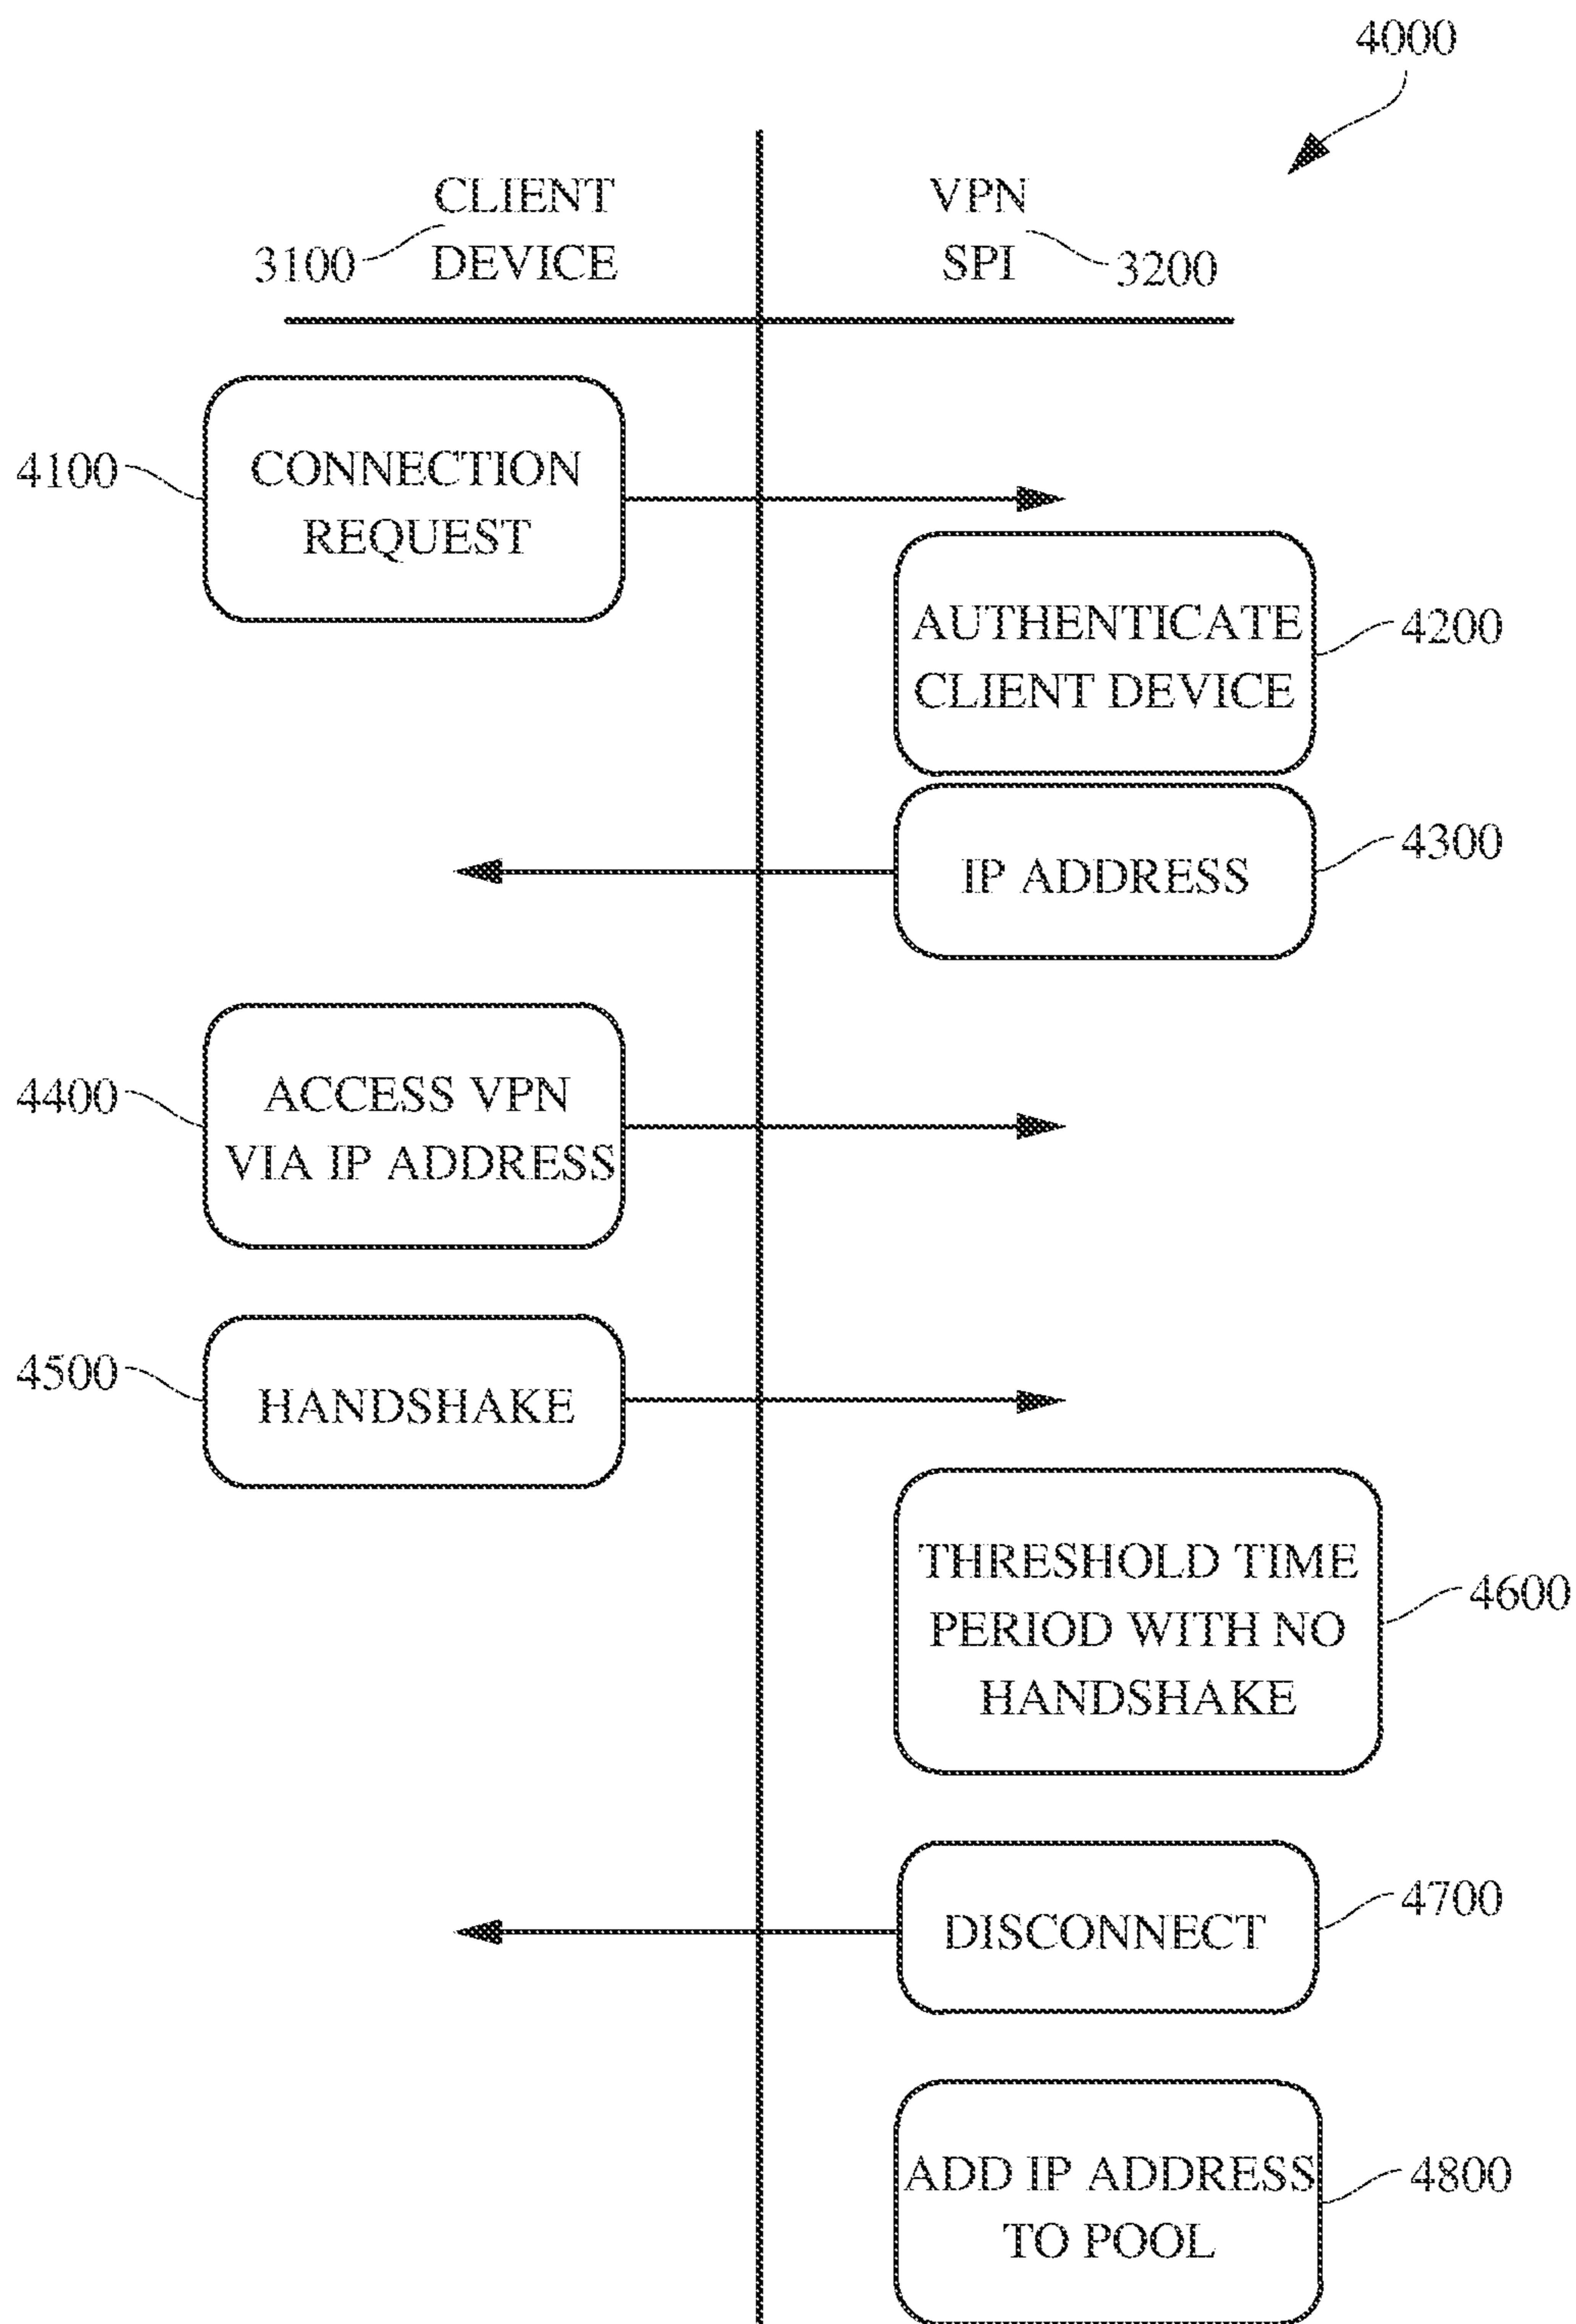 4000
CLIENT
DEVICE
3100
VPN
SPI
3200
4100
CONNECTION
REQUEST
AUTHENTICATE
CLIENT DEVICE
4200
IP ADDRESS
4300
4400
ACCESS VPN
VIA IP ADDRESS
4500
HANDSHAKE
THRESHOLD TIME
PERIOD WITH NO
HANDSHAKE
4600
DISCONNECT
4700
ADD IP ADDRESS
TO POOL
4800